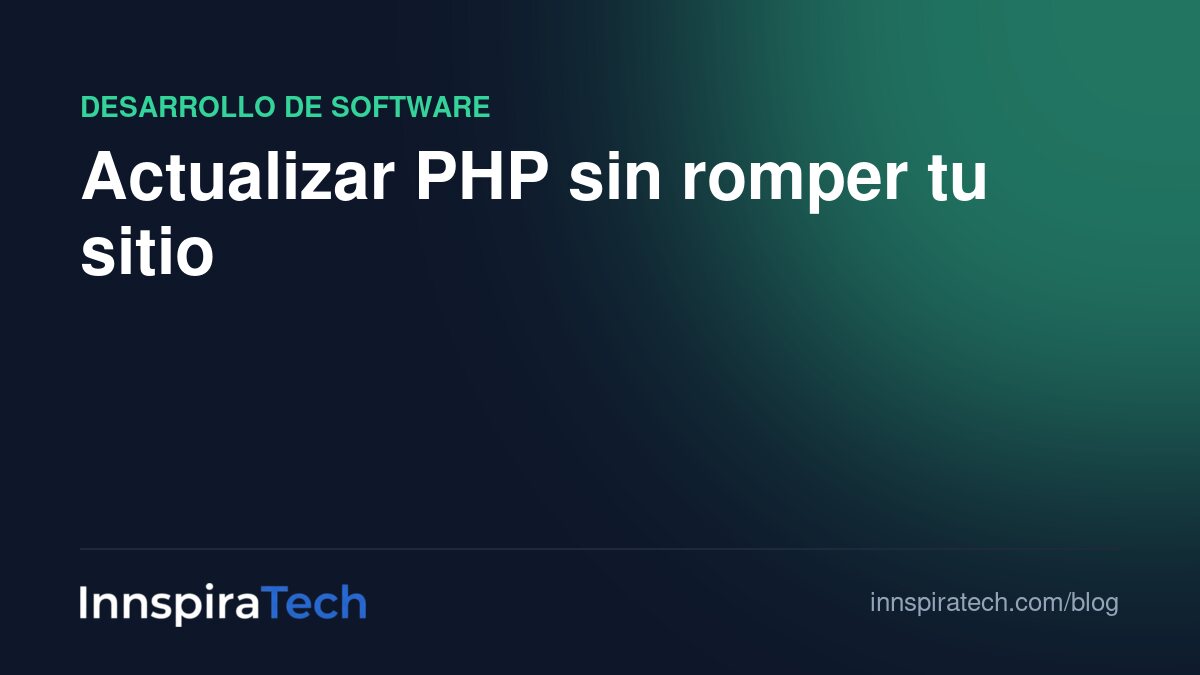 DESARROLLO DE SOFTWARE
Actualizar PHP sin romper tu
sitio
InnspiraTech
innspiratech.com/blog